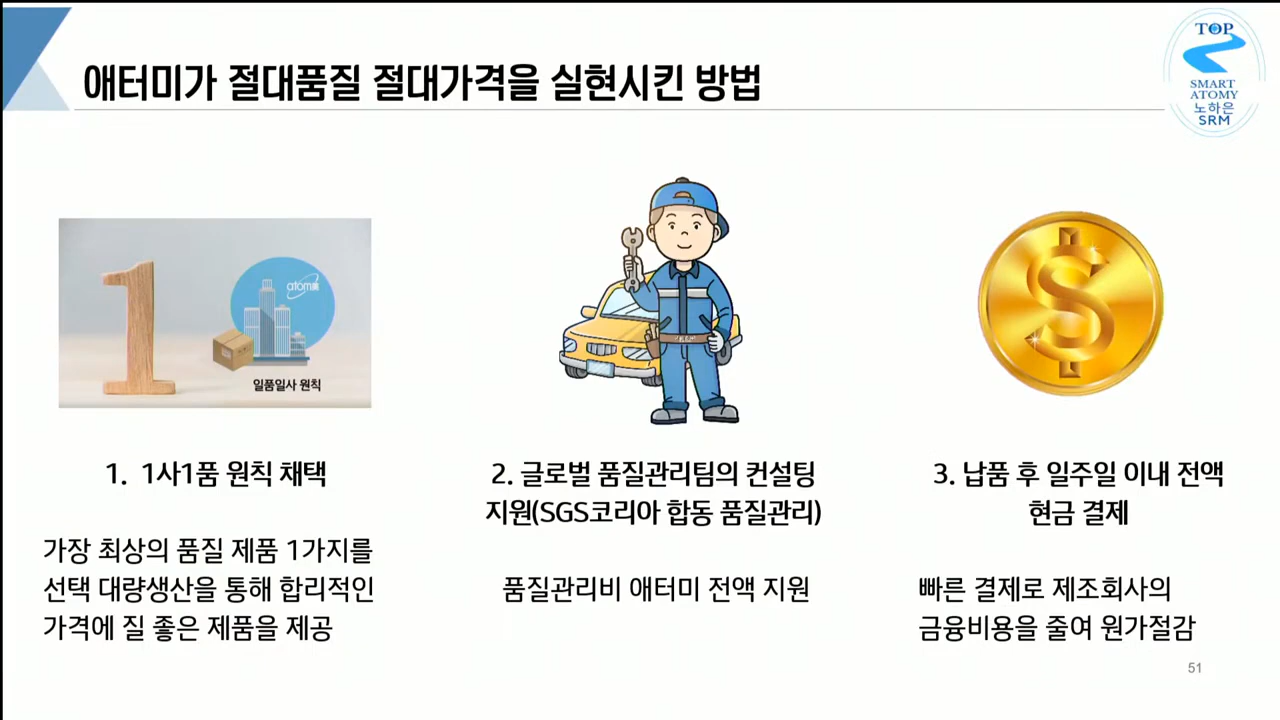 애터미가 절대품질 절대가격을 실현시킨 방법
TOP
SMART
ATOMY
노하은
SRM
atom美
일품일사 원칙
1. 1사1품 원칙 채택
가장 최상의 품질 제품 1가지를
선택 대량생산을 통해 합리적인
가격에 질 좋은 제품을 제공
2. 글로벌 품질관리팀의 컨설팅
지원(SGS코리아 합동 품질관리)
품질관리비 애터미 전액 지원
3. 납품 후 일주일 이내 전액
현금 결제
빠른 결제로 제조회사의
금융비용을 줄여 원가절감
51